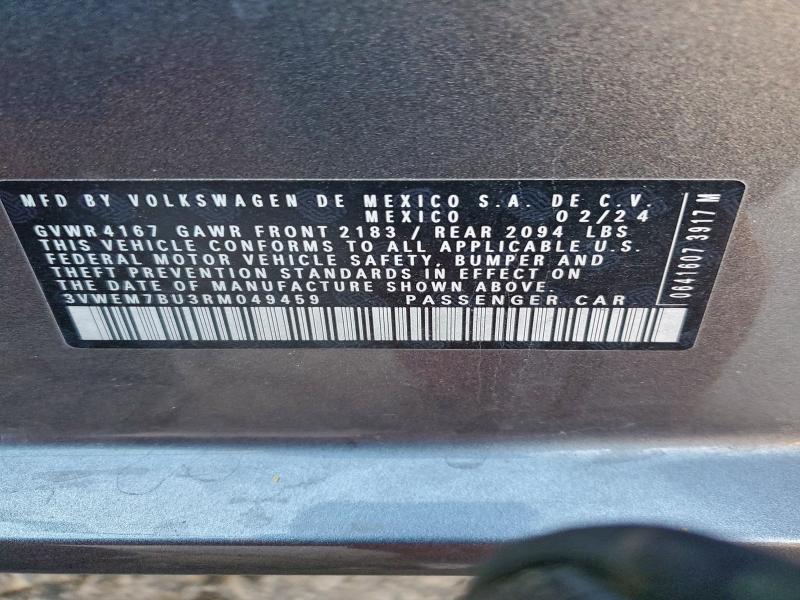 MFD BY VOLKSWAGEN DE MEXICO S.A. DE C.V.
MEXICO 02/24
GVWR 4167 GAWR FRONT 2183 / REAR 2094 LBS
THIS VEHICLE CONFORMS TO ALL APPLICABLE U.S.
FEDERAL MOTOR VEHICLE SAFETY, BUMPER AND
THEFT PREVENTION STANDARDS IN EFFECT ON
THE DATE OF MANUFACTURE SHOWN ABOVE.
3VWEM7BU3RM049459 PASSENGER CAR
0641607 3917 M